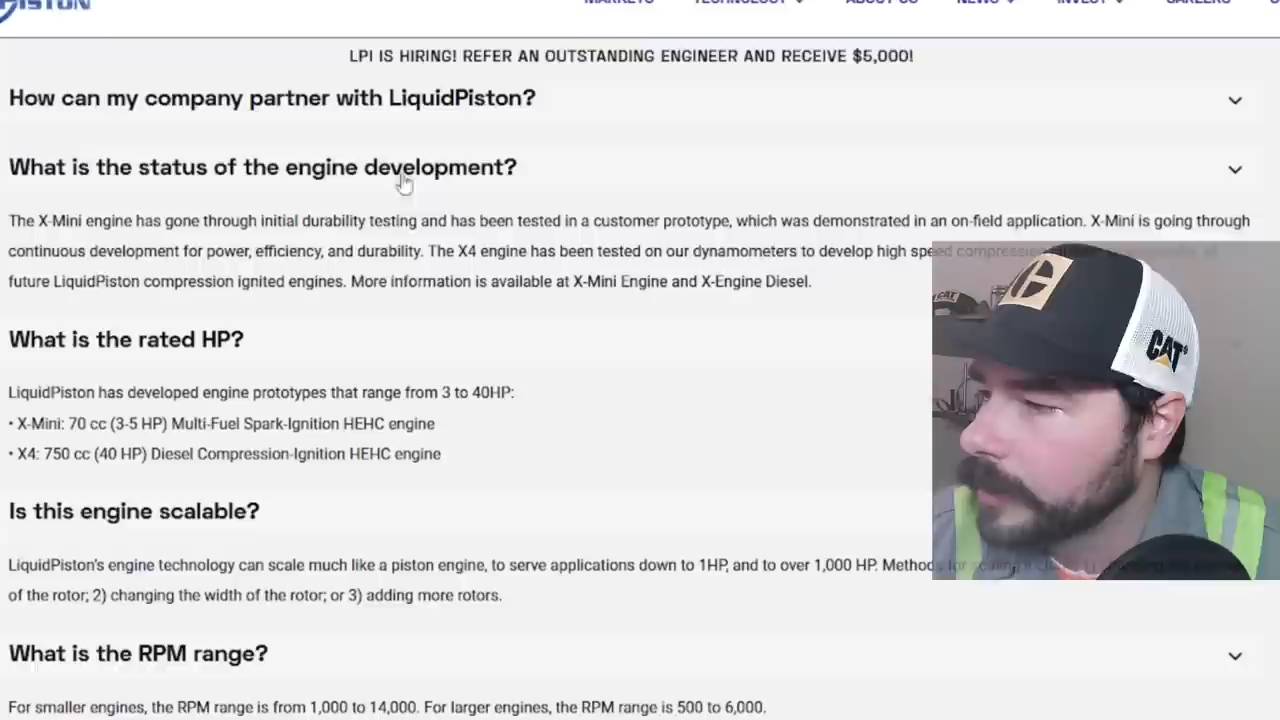 LPI IS HIRING! REFER AN OUTSTANDING ENGINEER AND RECEIVE $5,000!
How can my company partner with LiquidPiston?
What is the status of the engine development?
The X-Mini engine has gone through initial durability testing and has been tested in a customer prototype, which was demonstrated in an on-field application. X-Mini is going through
continuous development for power, efficiency, and durability. The X4 engine has been tested on our dynamometers to develop high speed compression
future LiquidPiston compression ignited engines. More information is available at X-Mini Engine and X-Engine Diesel.
What is the rated HP?
LiquidPiston has developed engine prototypes that range from 3 to 40HP:
• X-Mini: 70 cc (3-5 HP) Multi-Fuel Spark-Ignition HEHC engine
• X4: 750 cc (40 HP) Diesel Compression-Ignition HEHC engine
CAT
Is this engine scalable?
LiquidPiston's engine technology can scale much like a piston engine, to serve applications down to 1HP, and to over 1,000 HP. Methods
of the rotor; 2) changing the width of the rotor; or 3) adding more rotors.
What is the RPM range?
For smaller engines, the RPM range is from 1,000 to 14,000. For larger engines, the RPM range is 500 to 6,000.